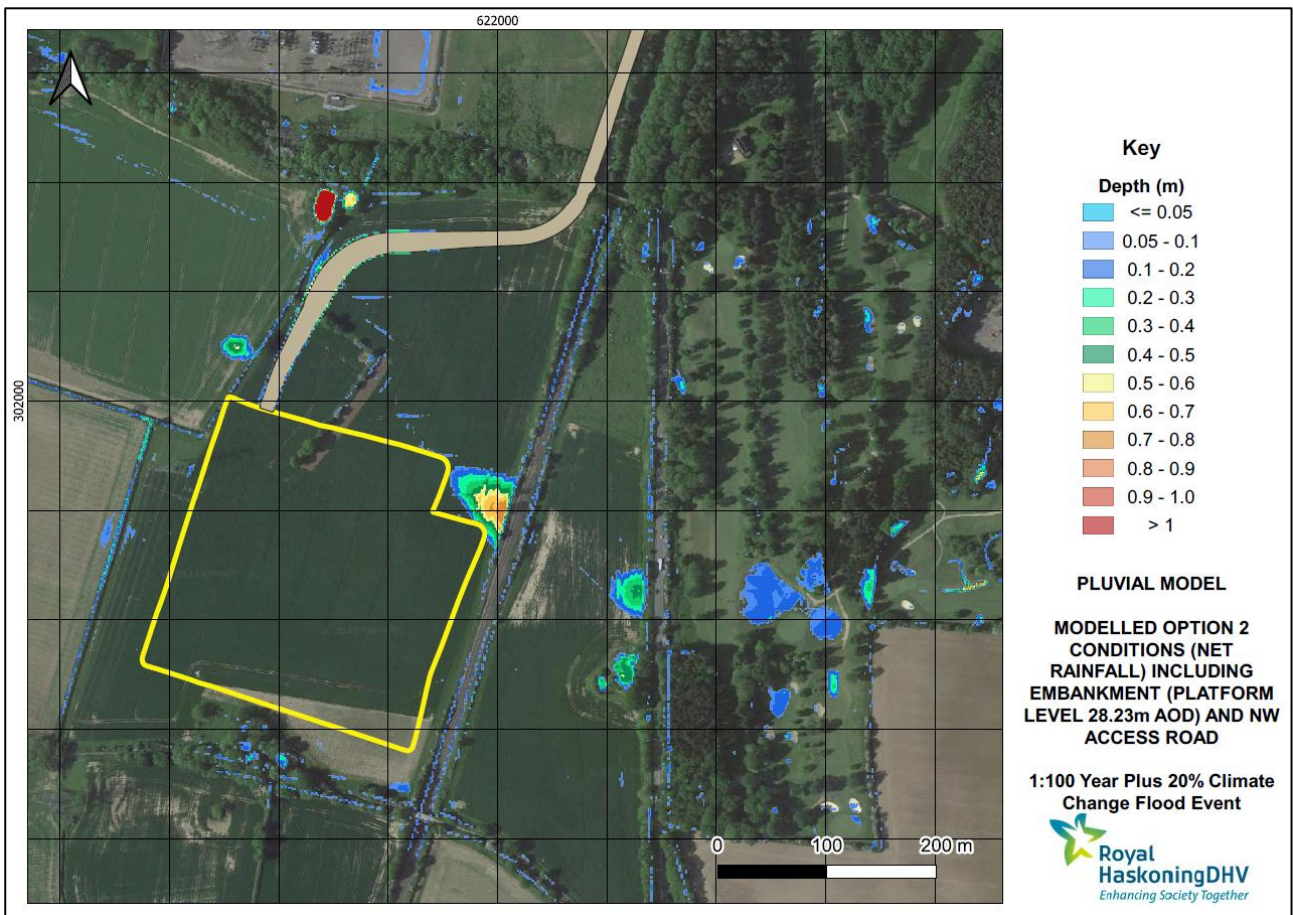 622000
302000
Key
Depth (m)
<= 0.05
0.05 - 0.1
0.1 - 0.2
0.2 - 0.3
0.3 - 0.4
0.4 - 0.5
0.5 - 0.6
0.6 - 0.7
0.7 - 0.8
0.8 - 0.9
0.9 - 1.0
> 1
PLUVIAL MODEL
MODELLED OPTION 2
CONDITIONS (NET
RAINFALL) INCLUDING
EMBANKMENT (PLATFORM
LEVEL 28.23m AOD) AND NW
ACCESS ROAD
1:100 Year Plus 20% Climate
Change Flood Event
0 100 200 m
Royal
HaskoningDHV
Enhancing Society Together